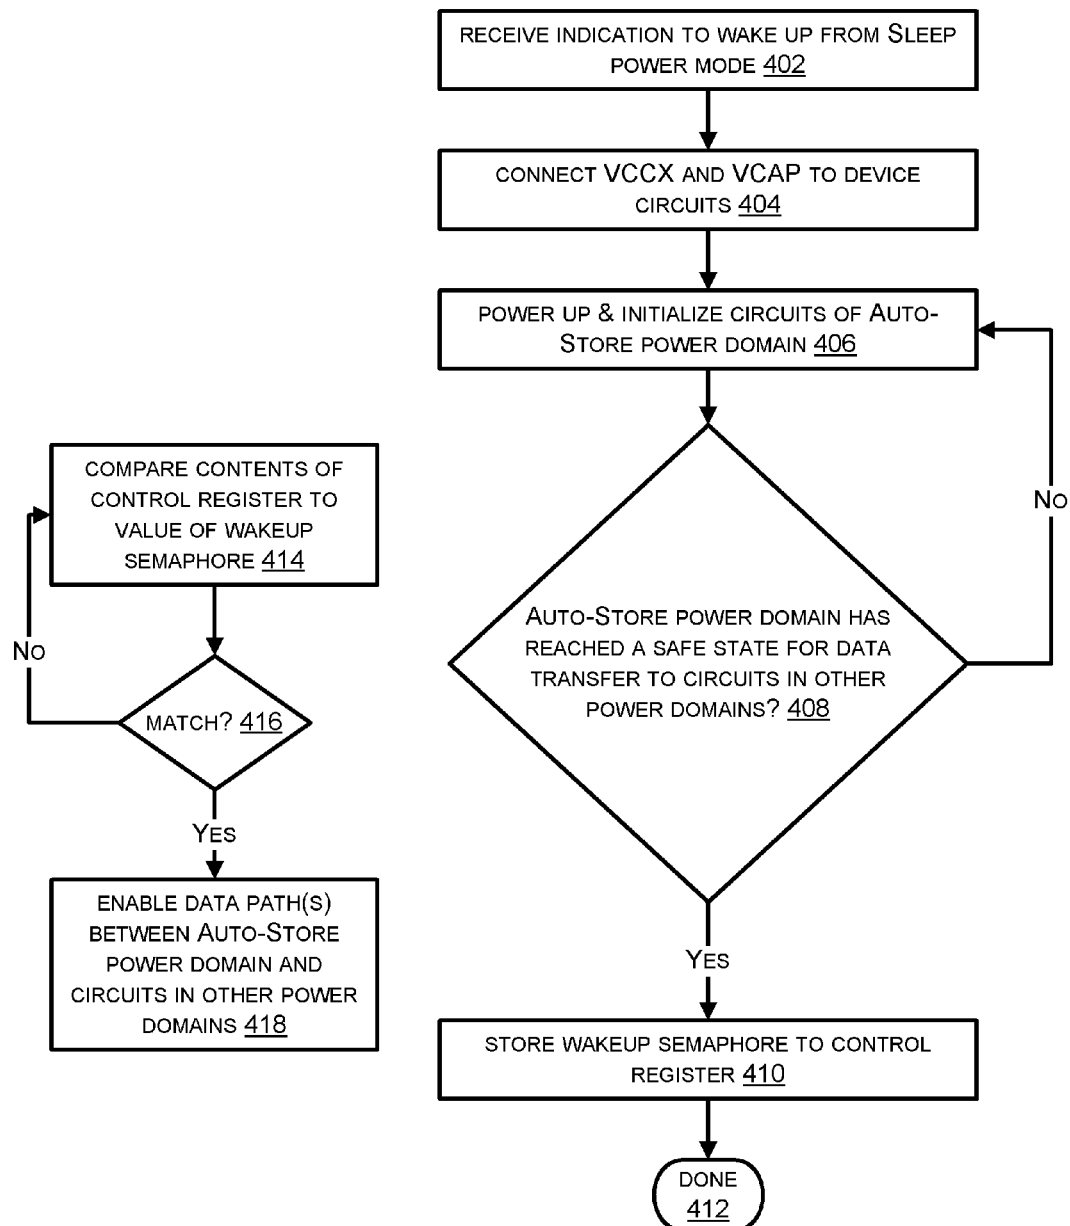 RECEIVE INDICATION TO WAKE UP FROM SLEEP
POWER MODE 402
CONNECT VCCX AND VCAP TO DEVICE
CIRCUITS 404
POWER UP & INITIALIZE CIRCUITS OF AUTO-
STORE POWER DOMAIN 406
NO
AUTO-STORE POWER DOMAIN HAS
REACHED A SAFE STATE FOR DATA
TRANSFER TO CIRCUITS IN OTHER
POWER DOMAINS? 408
YES
STORE WAKEUP SEMAPHORE TO CONTROL
REGISTER 410
DONE
412
COMPARE CONTENTS OF
CONTROL REGISTER TO
VALUE OF WAKEUP
SEMAPHORE 414
NO
MATCH? 416
YES
ENABLE DATA PATH(S)
BETWEEN AUTO-STORE
POWER DOMAIN AND
CIRCUITS IN OTHER POWER
DOMAINS 418